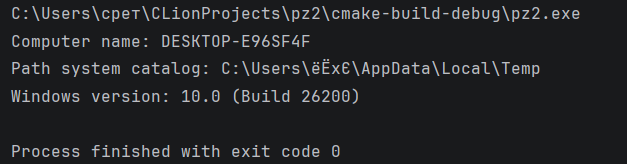 C:\Users\срет\CLionProjects\pz2\cmake-build-debug\pz2.exe
Computer name: DESKTOP-E96SF4F
Path system catalog: C:\Users\ёЁхЄ\AppData\Local\Temp
Windows version: 10.0 (Build 26200)
Process finished with exit code 0